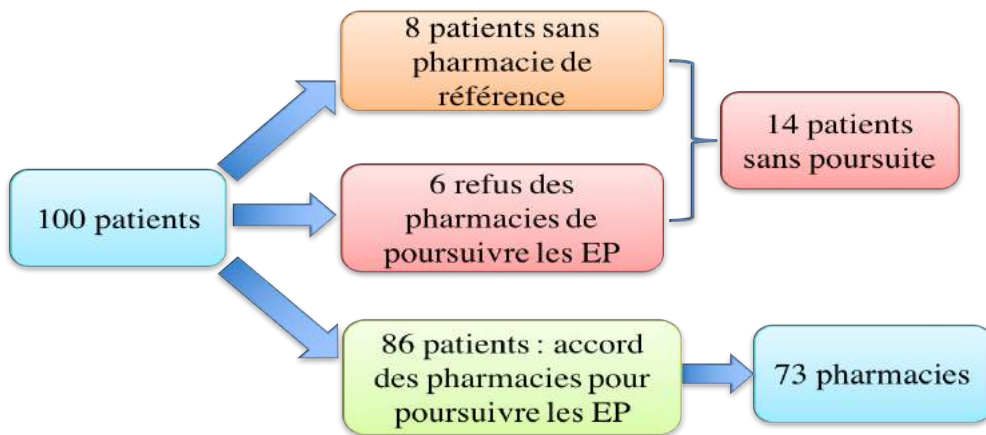 100 patients
8 patients sans
pharmacie de
référence
6 refus des
pharmacies de
poursuivre les EP
14 patients
sans poursuite
86 patients : accord
des pharmacies pour
poursuivre les EP
73 pharmacies